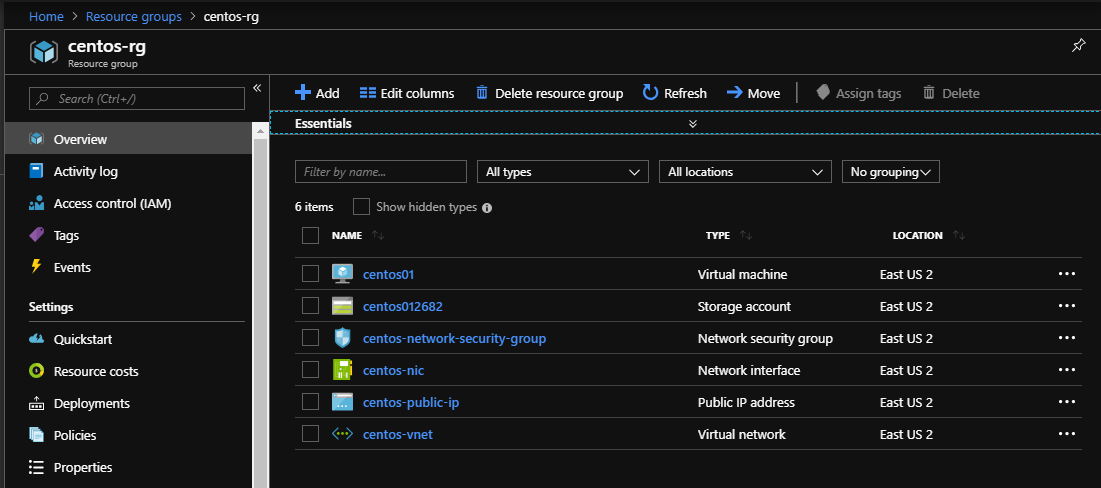 Home > Resource groups > centos-rg
centos-rg
Resource group
Search (Ctrl+/)
«
Overview
Activity log
Access control (IAM)
Tags
Events
Settings
Quickstart
Resource costs
Deployments
Policies
Properties
Add Edit columns Delete resource group Refresh Move Assign tags Delete
Essentials
Filter by name... All types All locations No grouping
6 items Show hidden types
NAME TYPE LOCATION
centos01 Virtual machine East US 2 ...
centos012682 Storage account East US 2 ...
centos-network-security-group Network security group East US 2 ...
centos-nic Network interface East US 2 ...
centos-public-ip Public IP address East US 2 ...
centos-vnet Virtual network East US 2 ...